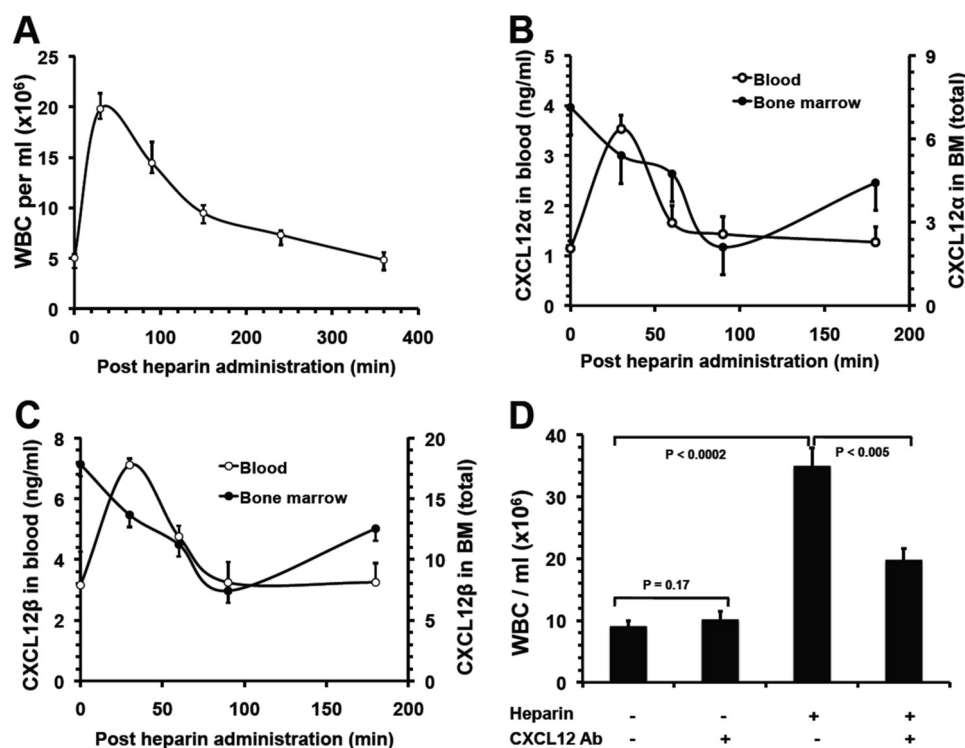 A
WBC per ml (x10⁶)
25
20
15
10
5
0
0 100 200 300 400
Post heparin administration (min)
B
CXCL12α in blood (ng/ml)
5
4
3
2
1
0
Blood
Bone marrow
9
6
3
0
CXCL12α in BM (total)
0 50 100 150 200
Post heparin administration (min)
C
CXCL12β in blood (ng/ml)
8
6
4
2
0
Blood
Bone marrow
20
15
10
5
0
CXCL12β in BM (total)
0 50 100 150 200
Post heparin administration (min)
D
WBC / ml (x10⁶)
40
30
20
10
0
P < 0.0002
P < 0.005
P = 0.17
Heparin - - + +
CXCL12 Ab - + - +